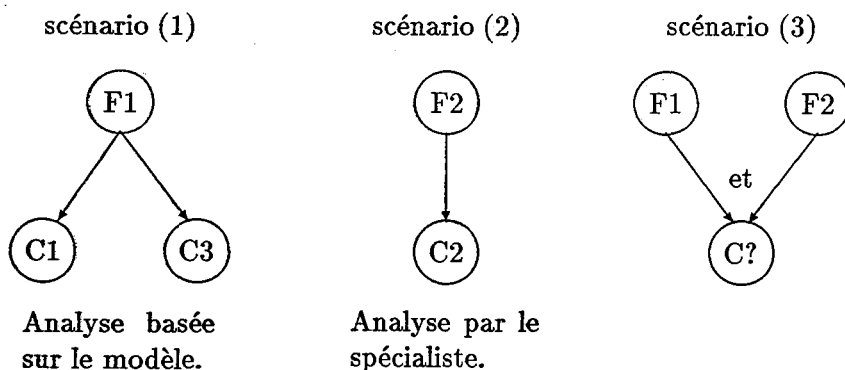 scénario (1) scénario (2) scénario (3)
F1 F2 F1 F2
et
C1 C3 C2 C?
Analyse basée
sur le modèle.
Analyse par le
spécialiste.